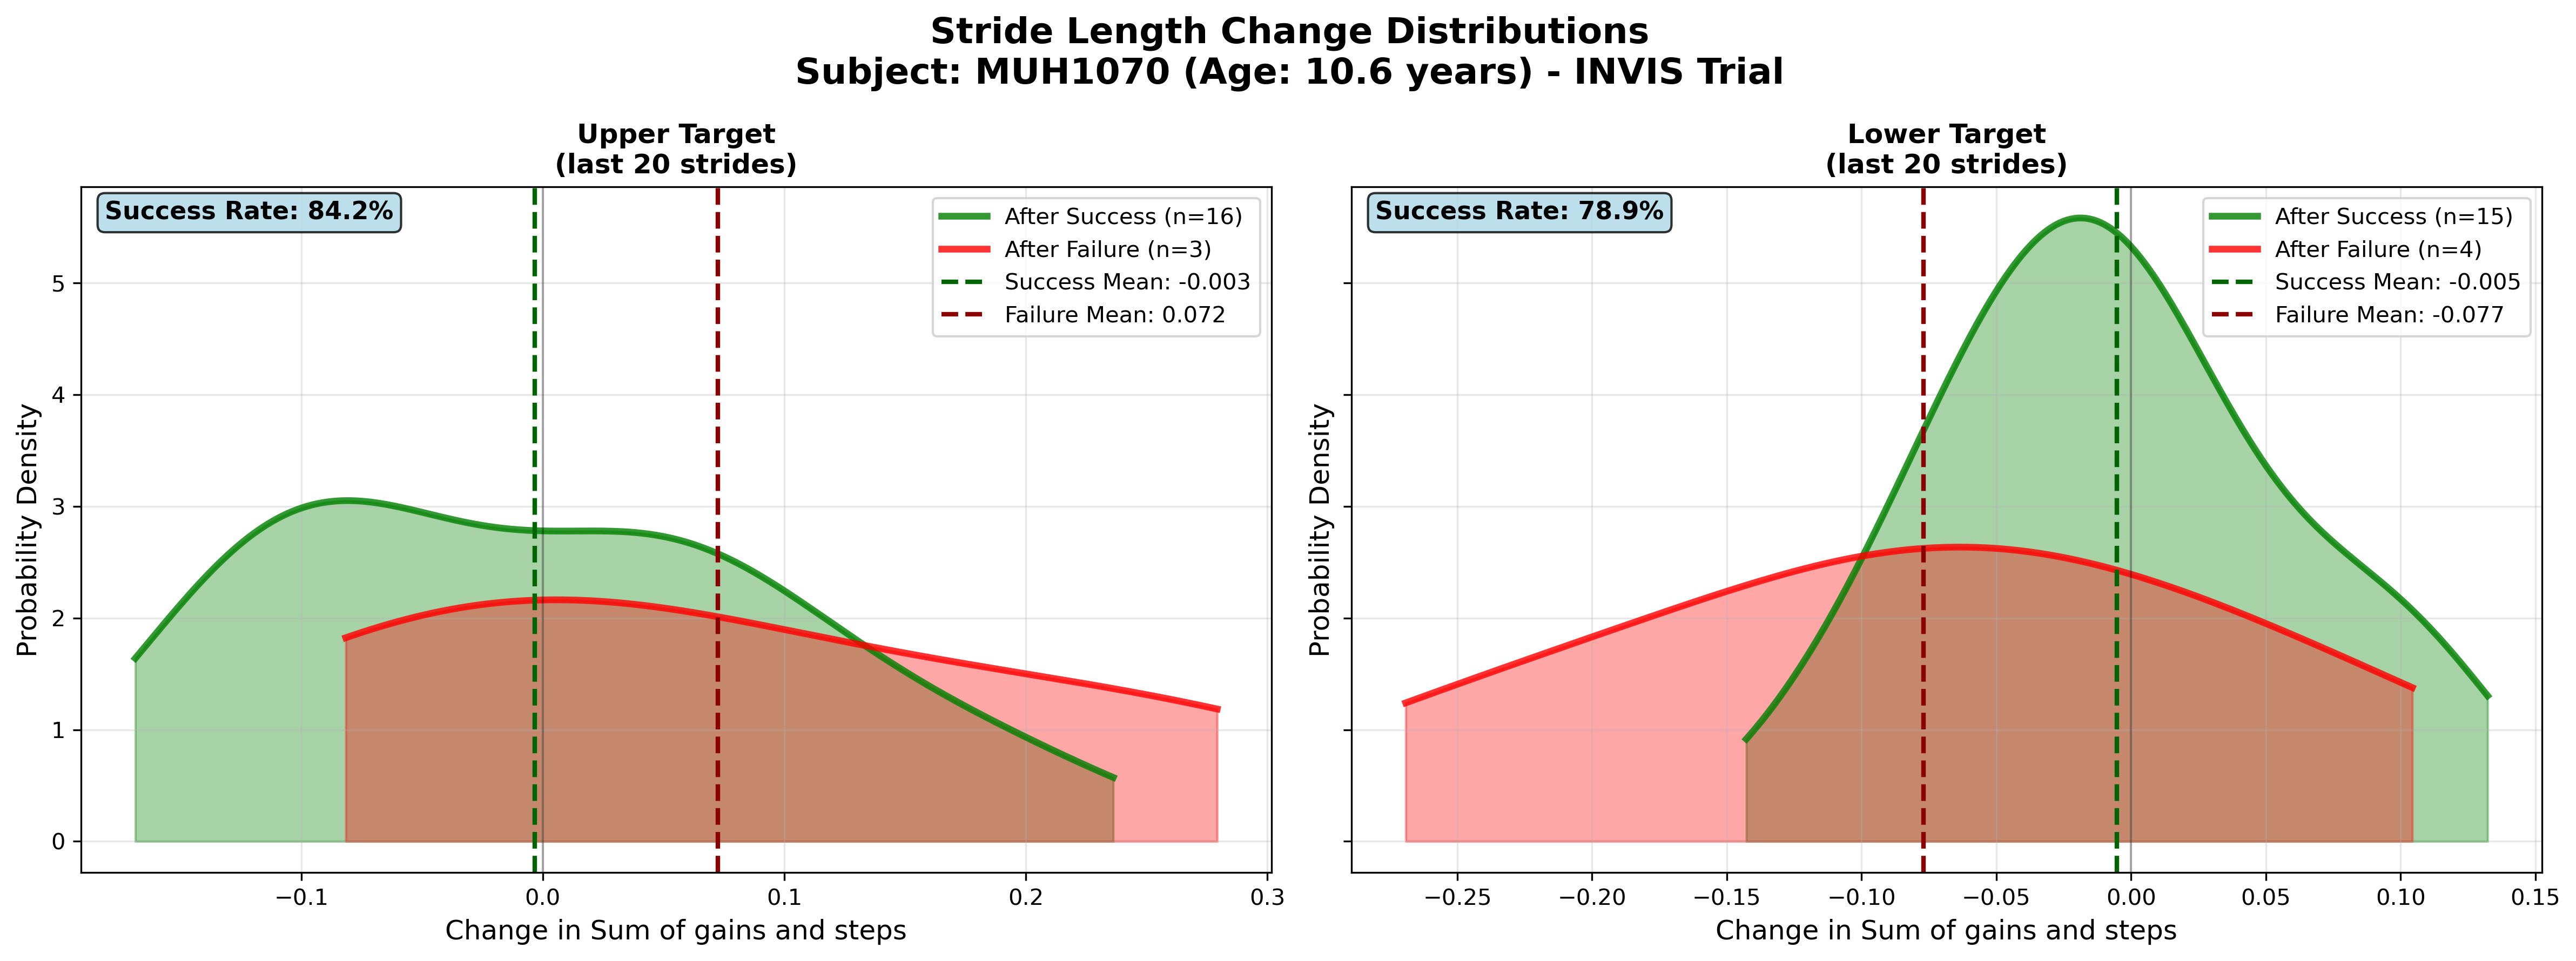 Stride Length Change Distributions
Subject: MUH1070 (Age: 10.6 years) - INVIS Trial
Upper Target
(last 20 strides)
Success Rate: 84.2%
After Success (n=16)
After Failure (n=3)
Success Mean: -0.003
Failure Mean: 0.072
Probability Density
5
4
3
2
1
0
−0.1
0.0
0.1
0.2
0.3
Change in Sum of gains and steps
Lower Target
(last 20 strides)
Success Rate: 78.9%
After Success (n=15)
After Failure (n=4)
Success Mean: -0.005
Failure Mean: -0.077
Probability Density
−0.25
−0.20
−0.15
−0.10
−0.05
0.00
0.05
0.10
0.15
Change in Sum of gains and steps